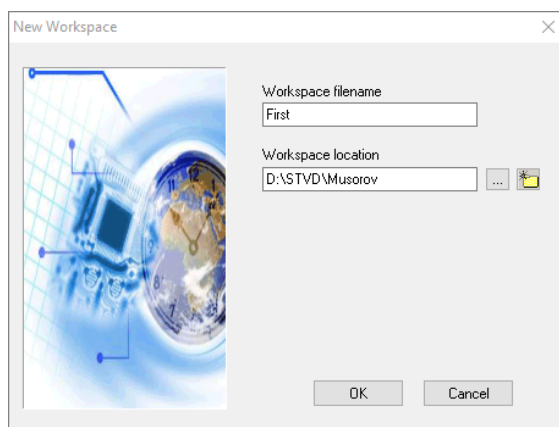 New Workspace
Workspace filename
First
Workspace location
D:\STVD\Musorov
...
OK
Cancel